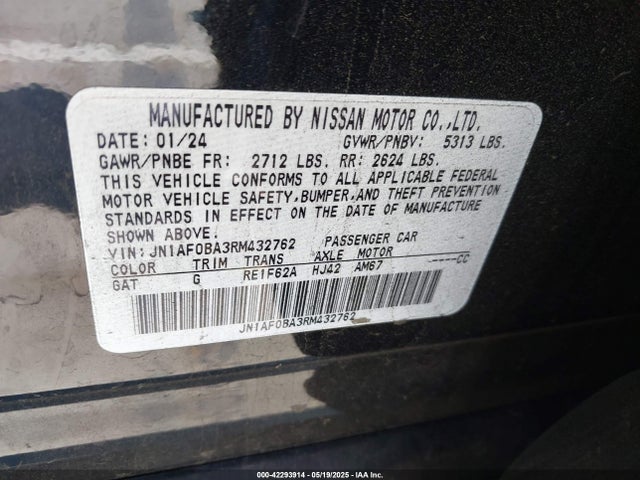 MANUFACTURED BY NISSAN MOTOR CO.,LTD.
DATE: 01/24 GVWR/PNBV: 5313 LBS.
GAWR/PNBE FR: 2712 LBS. RR: 2624 LBS.
THIS VEHICLE CONFORMS TO ALL APPLICABLE FEDERAL
MOTOR VEHICLE SAFETY, BUMPER, AND THEFT PREVENTION
STANDARDS IN EFFECT ON THE DATE OF MANUFACTURE
SHOWN ABOVE.
VIN: JN1AF0BA3RM432762 PASSENGER CAR
COLOR TRIM TRANS AXLE MOTOR
GAT G RE1F62A HJ42 AM67 ----CC
JN1AF0BA3RM432762
000-42293914 | 05/19/2025 | IAA Inc.